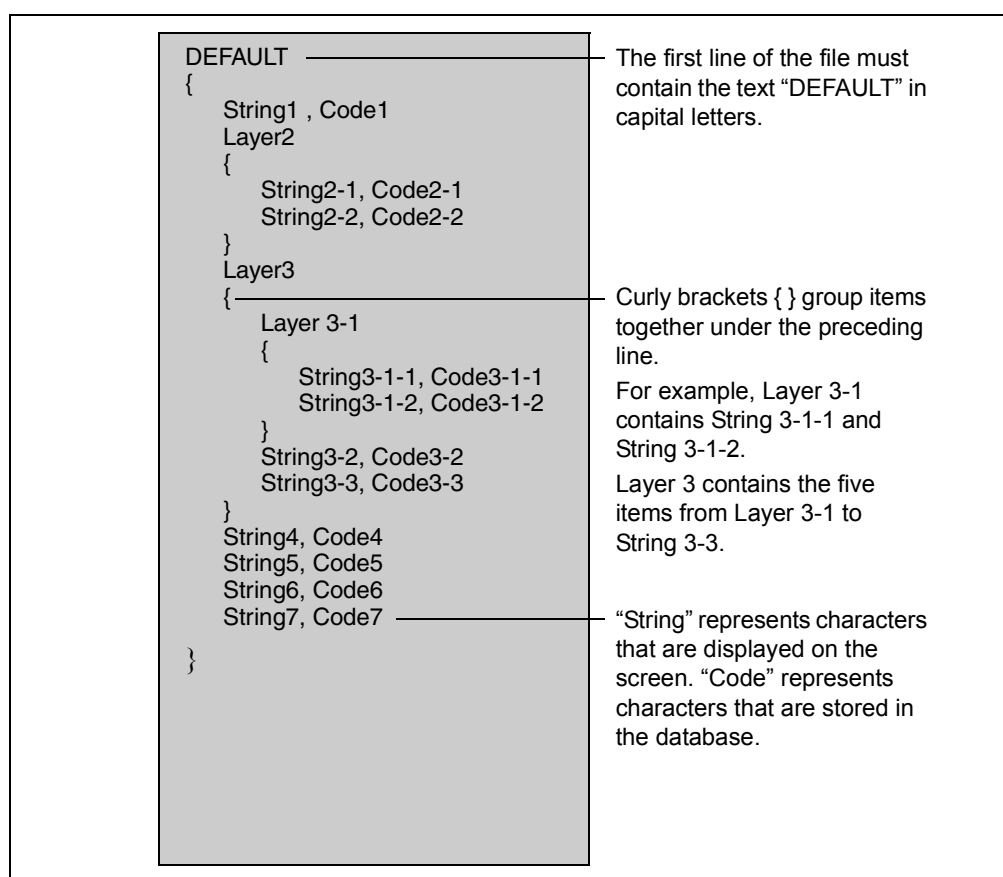 DEFAULT
{
String1 , Code1
Layer2
{
String2-1, Code2-1
String2-2, Code2-2
}
Layer3
{
Layer 3-1
{
String3-1-1, Code3-1-1
String3-1-2, Code3-1-2
}
String3-2, Code3-2
String3-3, Code3-3
}
String4, Code4
String5, Code5
String6, Code6
String7, Code7
}
The first line of the file must
contain the text “DEFAULT” in
capital letters.
Curly brackets { } group items
together under the preceding
line.
For example, Layer 3-1
contains String 3-1-1 and
String 3-1-2.
Layer 3 contains the five
items from Layer 3-1 to
String 3-3.
“String” represents characters
that are displayed on the
screen. “Code” represents
characters that are stored in
the database.